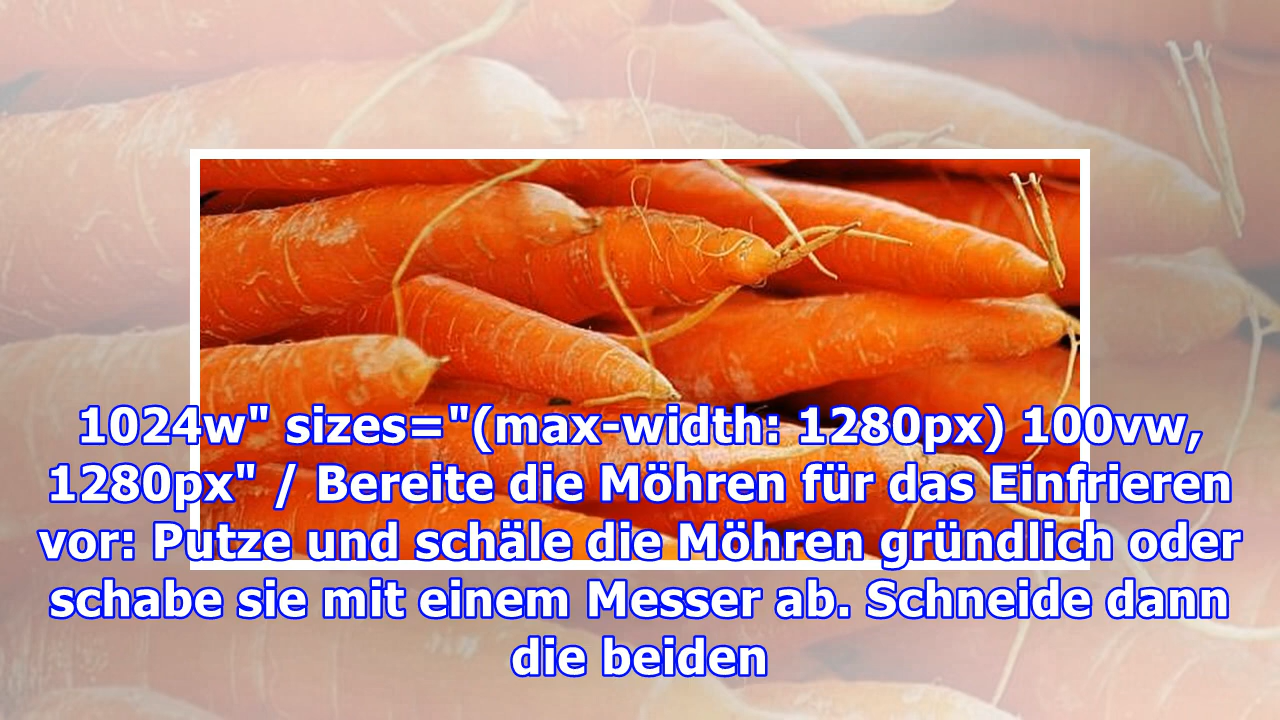 1024w" sizes="(max-width: 1280px) 100vw,
1280px" / Bereite die Möhren für das Einfrieren
vor: Putze und schäle die Möhren gründlich oder
schabe sie mit einem Messer ab. Schneide dann
die beiden